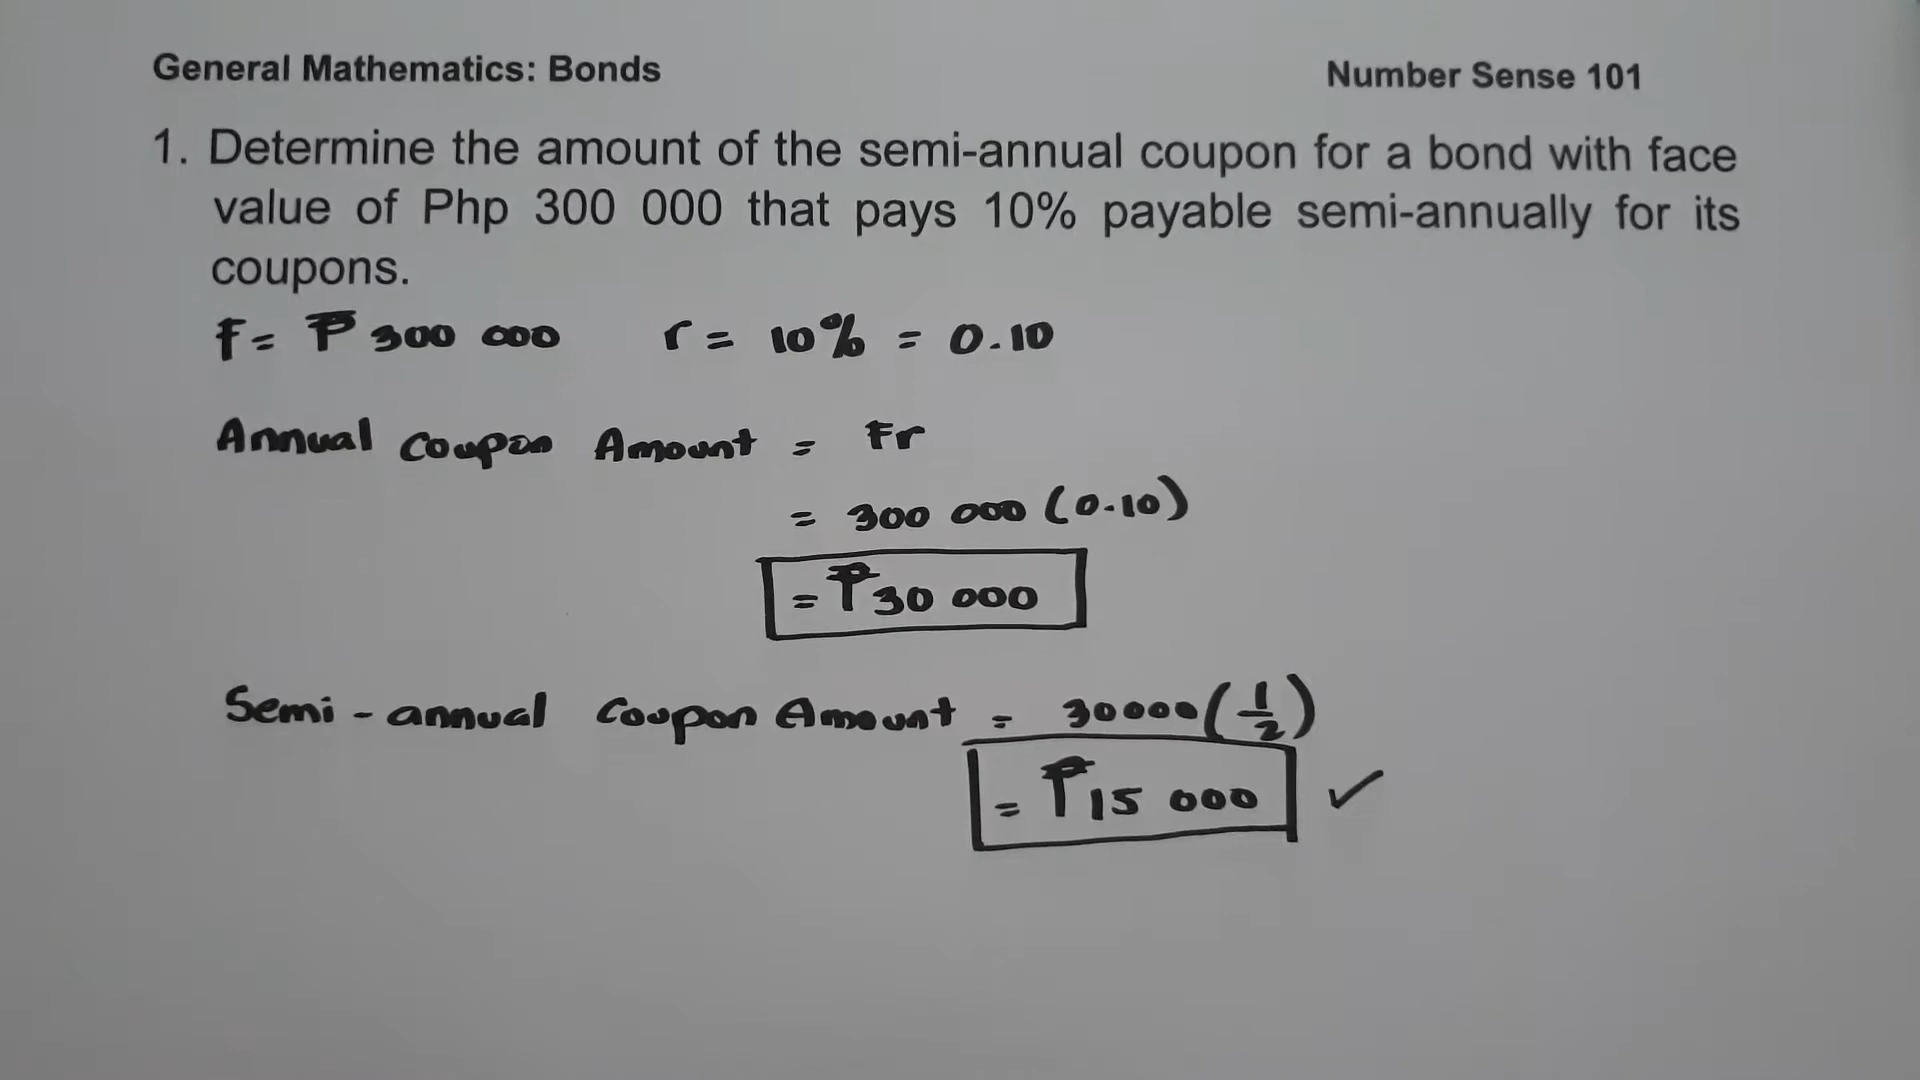 General Mathematics: Bonds
Number Sense 101
1. Determine the amount of the semi-annual coupon for a bond with face
value of Php 300 000 that pays 10% payable semi-annually for its
coupons.
F = ₱ 300 000 r = 10% = 0.10
Annual Coupon Amount = Fr
= 300 000 (0.10)
= ₱30 000
Semi-annual Coupon Amount = 30000(1/2)
= ₱15 000 ✓